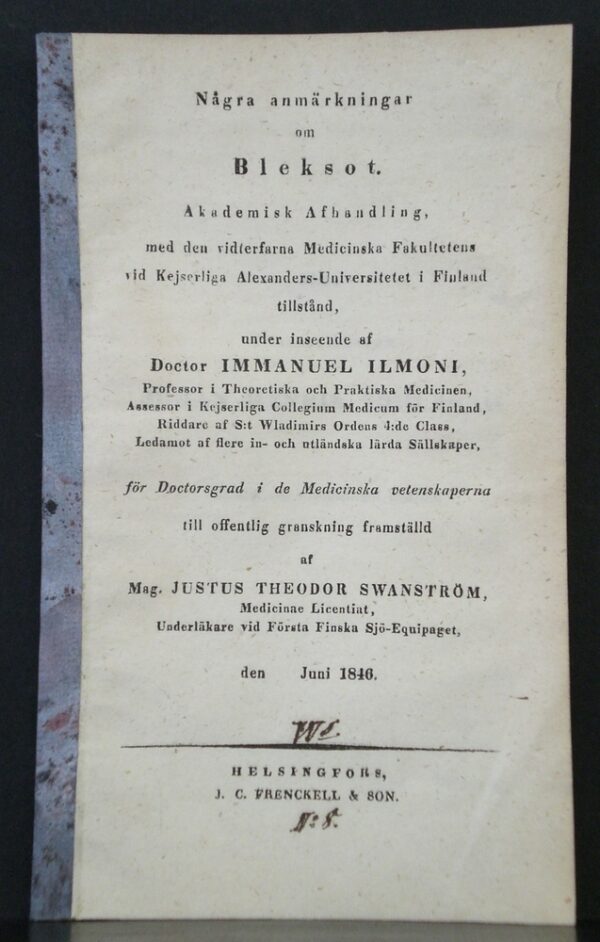 Några anmärkningar
om
Bleksot.
Akademisk Afhandling,
med den vidterfarna Medicinska Fakultetens
vid Kejserliga Alexanders-Universitetet i Finland
tillstånd,
under inseende af
Doctor IMMANUEL ILMONI,
Professor i Theoretiska och Praktiska Medicinen,
Assessor i Kejserliga Collegium Medicum för Finland,
Riddare af S:t Wladimirs Ordens 4:de Class,
Ledamot af flere in- och utländska lärda Sällskaper,
för Doctorsgrad i de Medicinska vetenskaperna
till offentlig granskning framställd
af
Mag. JUSTUS THEODOR SWANSTRÖM,
Medicinae Licentiat,
Underläkare vid Första Finska Sjö-Equipaget,
den Juni 1846.
HELSINGFORS,
J. C. FRENCKELL & SON.
N:8.